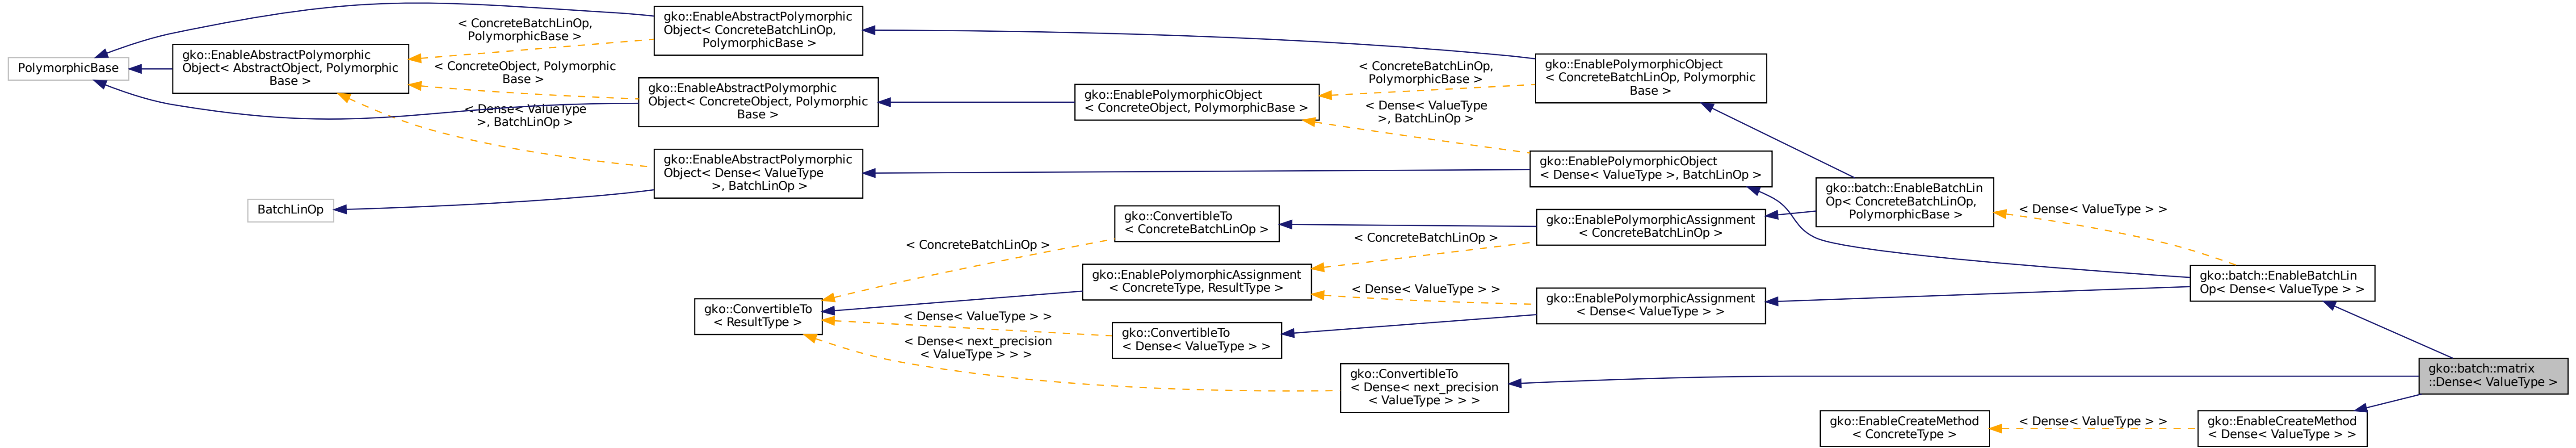 PolymorphicBase
gko::EnableAbstractPolymorphic
Object< AbstractObject, Polymorphic
Base >
BatchLinOp
< ConcreteBatchLinOp,
PolymorphicBase >
< ConcreteObject, Polymorphic
Base >
< Dense< ValueType
>, BatchLinOp >
gko::EnableAbstractPolymorphic
Object< ConcreteBatchLinOp,
PolymorphicBase >
gko::EnableAbstractPolymorphic
Object< ConcreteObject, Polymorphic
Base >
gko::EnableAbstractPolymorphic
Object< Dense< ValueType
>, BatchLinOp >
gko::ConvertibleTo
< ResultType >
< ConcreteBatchLinOp >
< Dense< ValueType > >
< Dense< next_precision
< ValueType > > >
gko::EnablePolymorphicObject
< ConcreteObject, PolymorphicBase >
gko::ConvertibleTo
< ConcreteBatchLinOp >
gko::EnablePolymorphicAssignment
< ConcreteType, ResultType >
gko::ConvertibleTo
< Dense< ValueType > >
gko::ConvertibleTo
< Dense< next_precision
< ValueType > > >
< ConcreteBatchLinOp,
PolymorphicBase >
< Dense< ValueType
>, BatchLinOp >
< ConcreteBatchLinOp >
< Dense< ValueType > >
gko::EnablePolymorphicObject
< ConcreteBatchLinOp, Polymorphic
Base >
gko::EnablePolymorphicObject
< Dense< ValueType >, BatchLinOp >
gko::EnablePolymorphicAssignment
< ConcreteBatchLinOp >
gko::EnablePolymorphicAssignment
< Dense< ValueType > >
gko::batch::EnableBatchLin
Op< ConcreteBatchLinOp,
PolymorphicBase >
gko::EnableCreateMethod
< ConcreteType >
< Dense< ValueType > >
< Dense< ValueType > >
gko::batch::EnableBatchLin
Op< Dense< ValueType > >
gko::EnableCreateMethod
< Dense< ValueType > >
gko::batch::matrix
::Dense< ValueType >